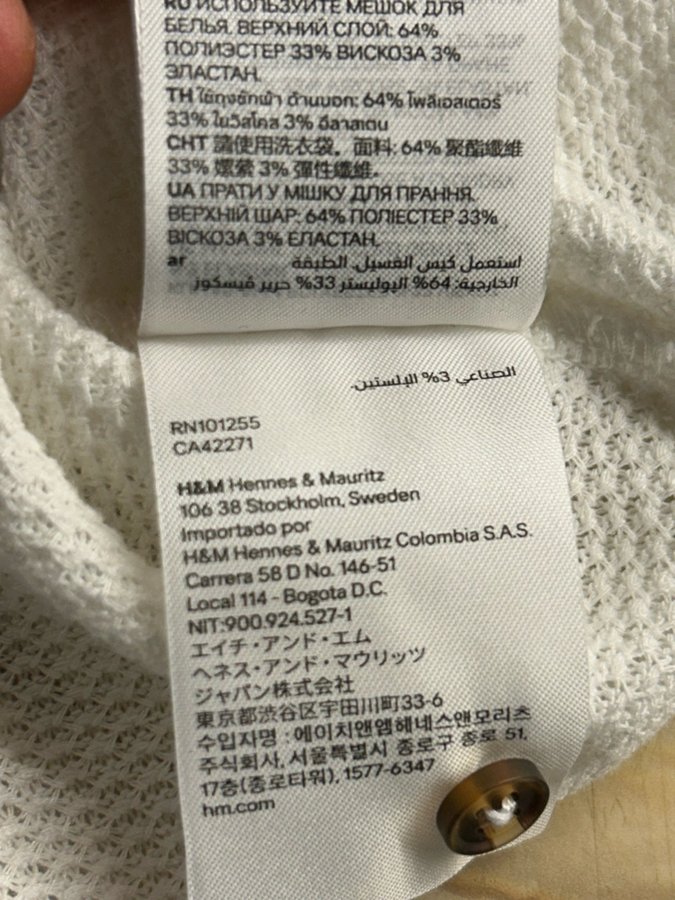 RU ИСПОЛЬЗУЙТЕ МЕШОК ДЛЯ
БЕЛЬЯ. ВЕРХНИЙ СЛОЙ: 64%
ПОЛИЭСТЕР 33% ВИСКОЗА 3%
ЭЛАСТАН.
TH ใช้ถุงซักผ้า ด้านนอก: 64% โพลีเอสเตอร์
33% ใยวิสโคส 3% อีลาสเตน
CHT 請使用洗衣袋。面料: 64% 聚酯纖維
33% 嫘縈 3% 彈性纖維。
UA ПРАТИ У МІШКУ ДЛЯ ПРАННЯ.
ВЕРХНІЙ ШАР: 64% ПОЛІЕСТЕР 33%
ВІСКОЗА 3% ЕЛАСТАН.
ar استعمل كيس الغسيل. الطبقة
الخارجية: 64% البوليستر 33% حرير ڤيسكوز
الصناعي 3% الإلستين.
RN101255
CA42271
H&M Hennes & Mauritz
106 38 Stockholm, Sweden
Importado por
H&M Hennes & Mauritz Colombia S.A.S.
Carrera 58 D No. 146-51
Local 114 - Bogota D.C.
NIT:900.924.527-1
エイチ・アンド・エム
ヘネス・アンド・マウリッツ
ジャパン株式会社
東京都渋谷区宇田川町33-6
수입자명 : 에이치앤엠헤네스앤모리츠
주식회사, 서울특별시 종로구 종로 51,
17층(종로타워), 1577-6347
hm.com